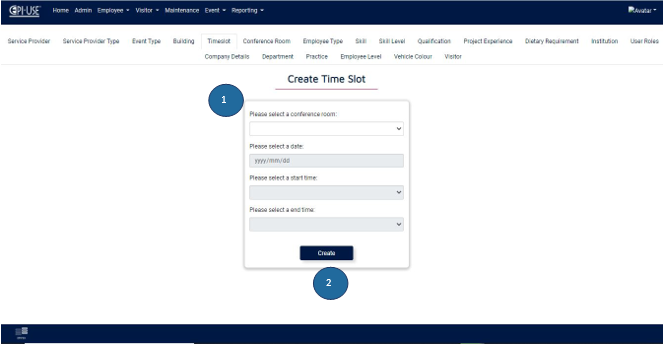 EPI-USE Home Admin Employee Visitor Maintenance Event Reporting Avatar
Service Provider Service Provider Type Event Type Building Timeslot Conference Room Employee Type Skill Skill Level Qualification Project Experience Dietary Requirement Institution User Roles
Company Details Department Practice Employee Level Vehicle Colour Visitor
Create Time Slot
1
Please select a conference room:
Please select a date:
yyyy/mm/dd
Please select a start time:
Please select a end time:
Create
2